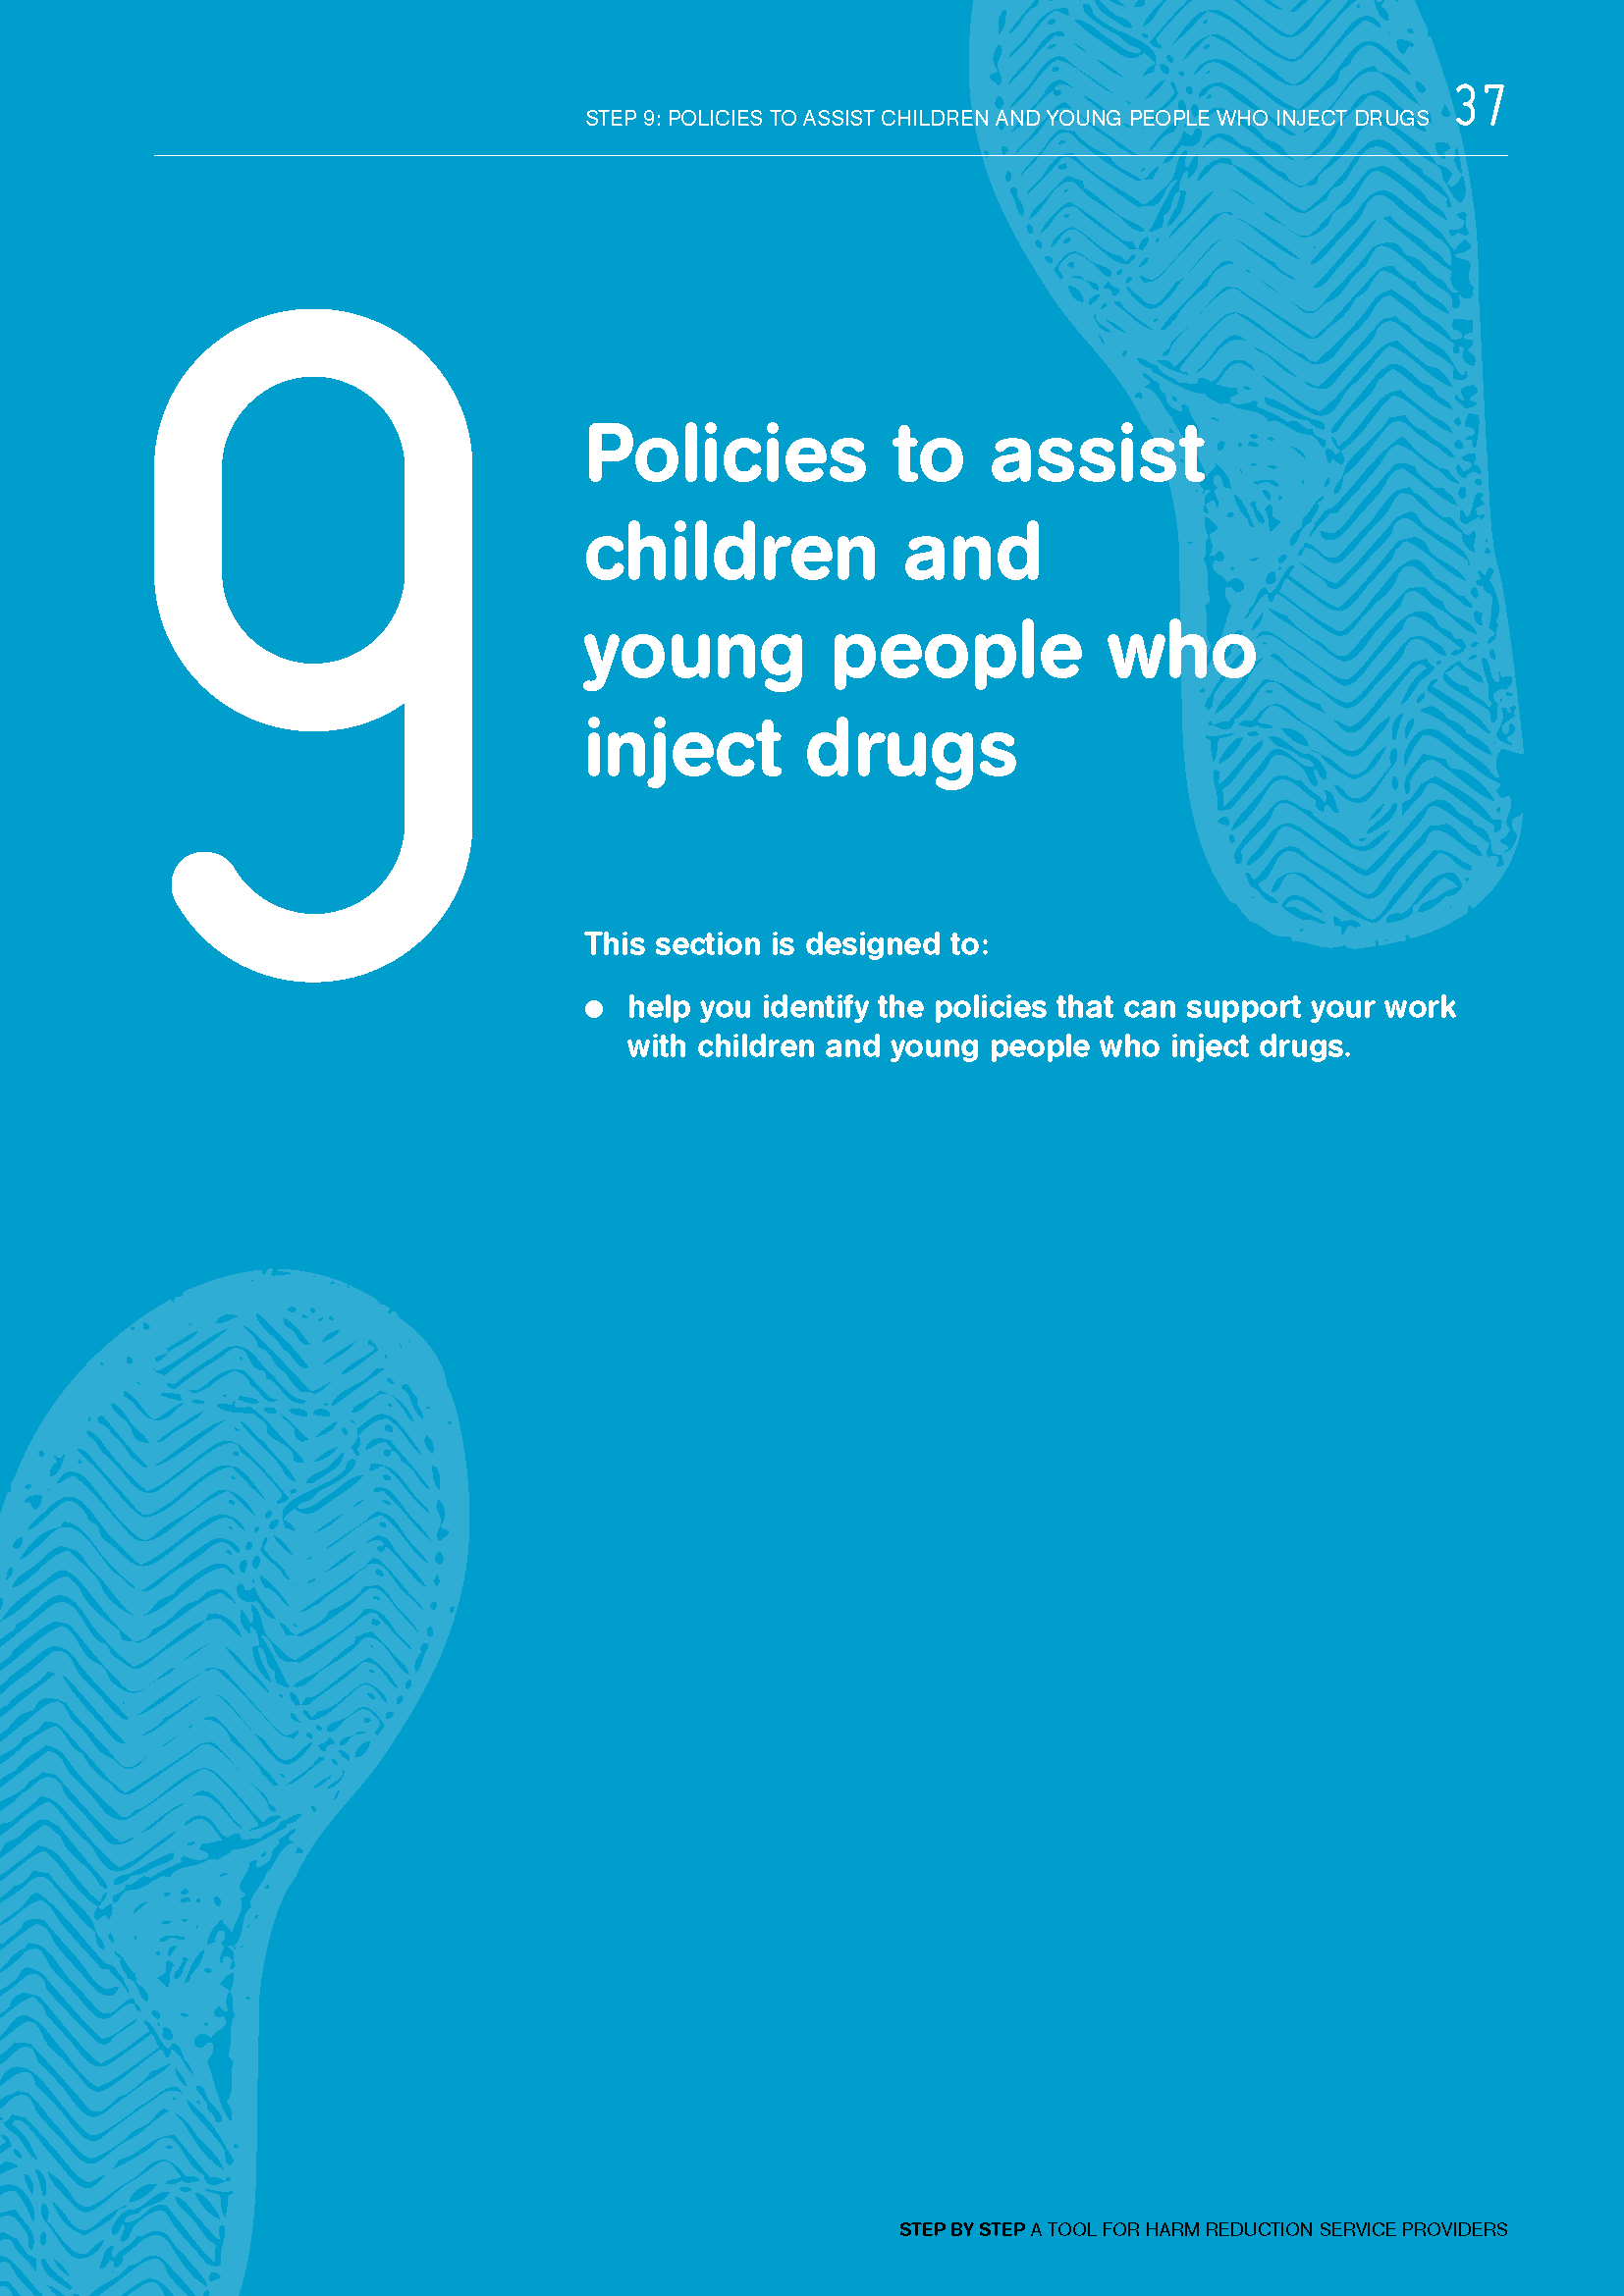 STEP 9: POLICIES TO ASSIST CHILDREN AND YOUNG PEOPLE WHO INJECT DRUGS 37
9
Policies to assist
children and
young people who
inject drugs
This section is designed to:
● help you identify the policies that can support your work
with children and young people who inject drugs.
STEP BY STEP A TOOL FOR HARM REDUCTION SERVICE PROVIDERS